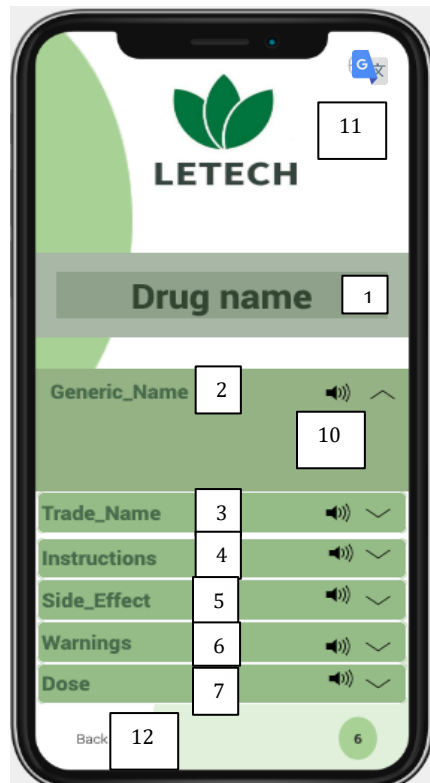 G 文
11
LETECH
Drug name 1
Generic_Name 2
10
Trade_Name 3
Instructions 4
Side_Effect 5
Warnings 6
Dose 7
Back 12 6